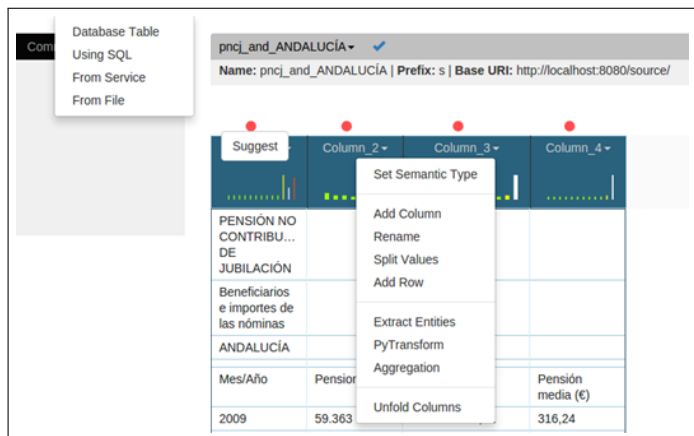 Database Table
Using SQL
From Service
From File
Com
pncj_and_ANDALUCÍA
Name: pncj_and_ANDALUCÍA | Prefix: s | Base URI: http://localhost:8080/source/
Suggest
Column_2
Column_3
Column_4
Set Semantic Type
Add Column
Rename
Split Values
Add Row
Extract Entities
PyTransform
Aggregation
Unfold Columns
PENSIÓN NO
CONTRIBU...
DE
JUBILACIÓN
Beneficiarios
e importes de
las nóminas
ANDALUCÍA
Mes/Año
Pension
Pensión
media (€)
2009
59.363
316,24